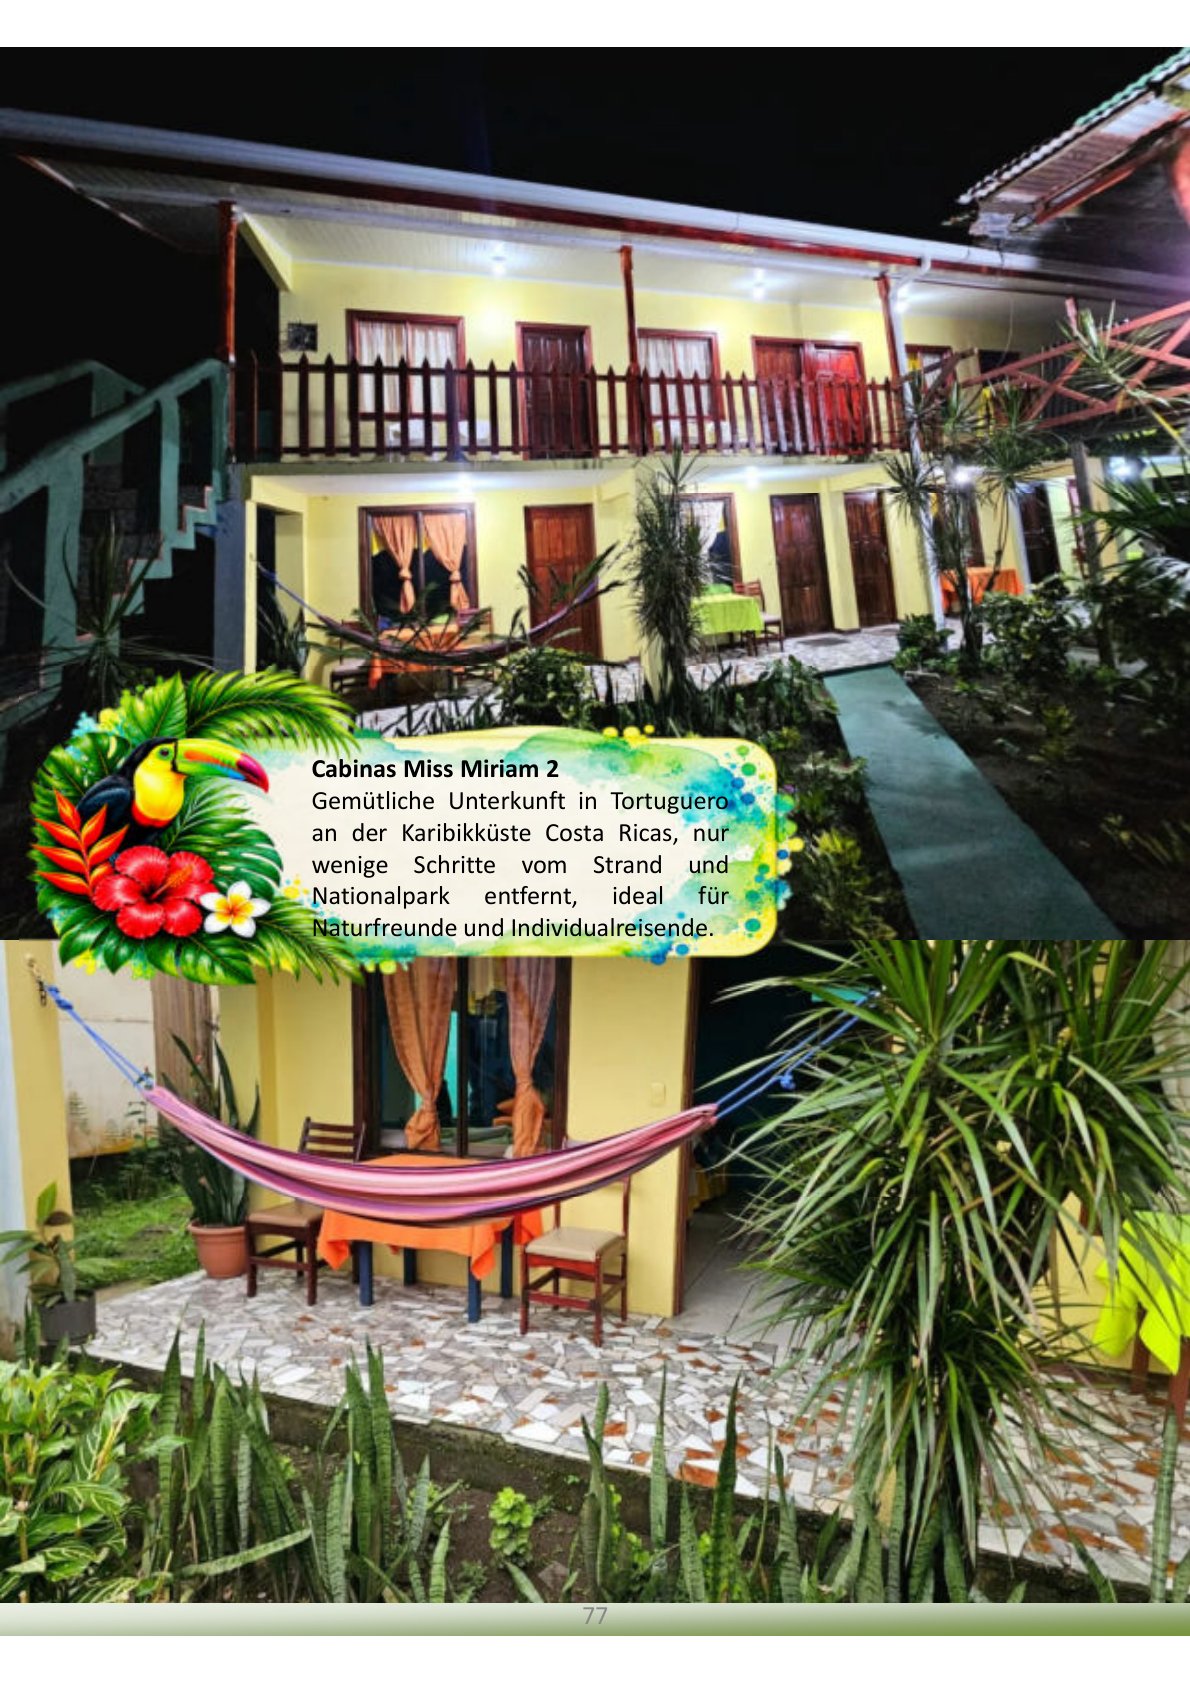 Cabinas Miss Miriam 2
Gemütliche Unterkunft in Tortuguero
an der Karibikküste Costa Ricas, nur
wenige Schritte vom Strand und
Nationalpark entfernt, ideal für
Naturfreunde und Individualreisende.
77